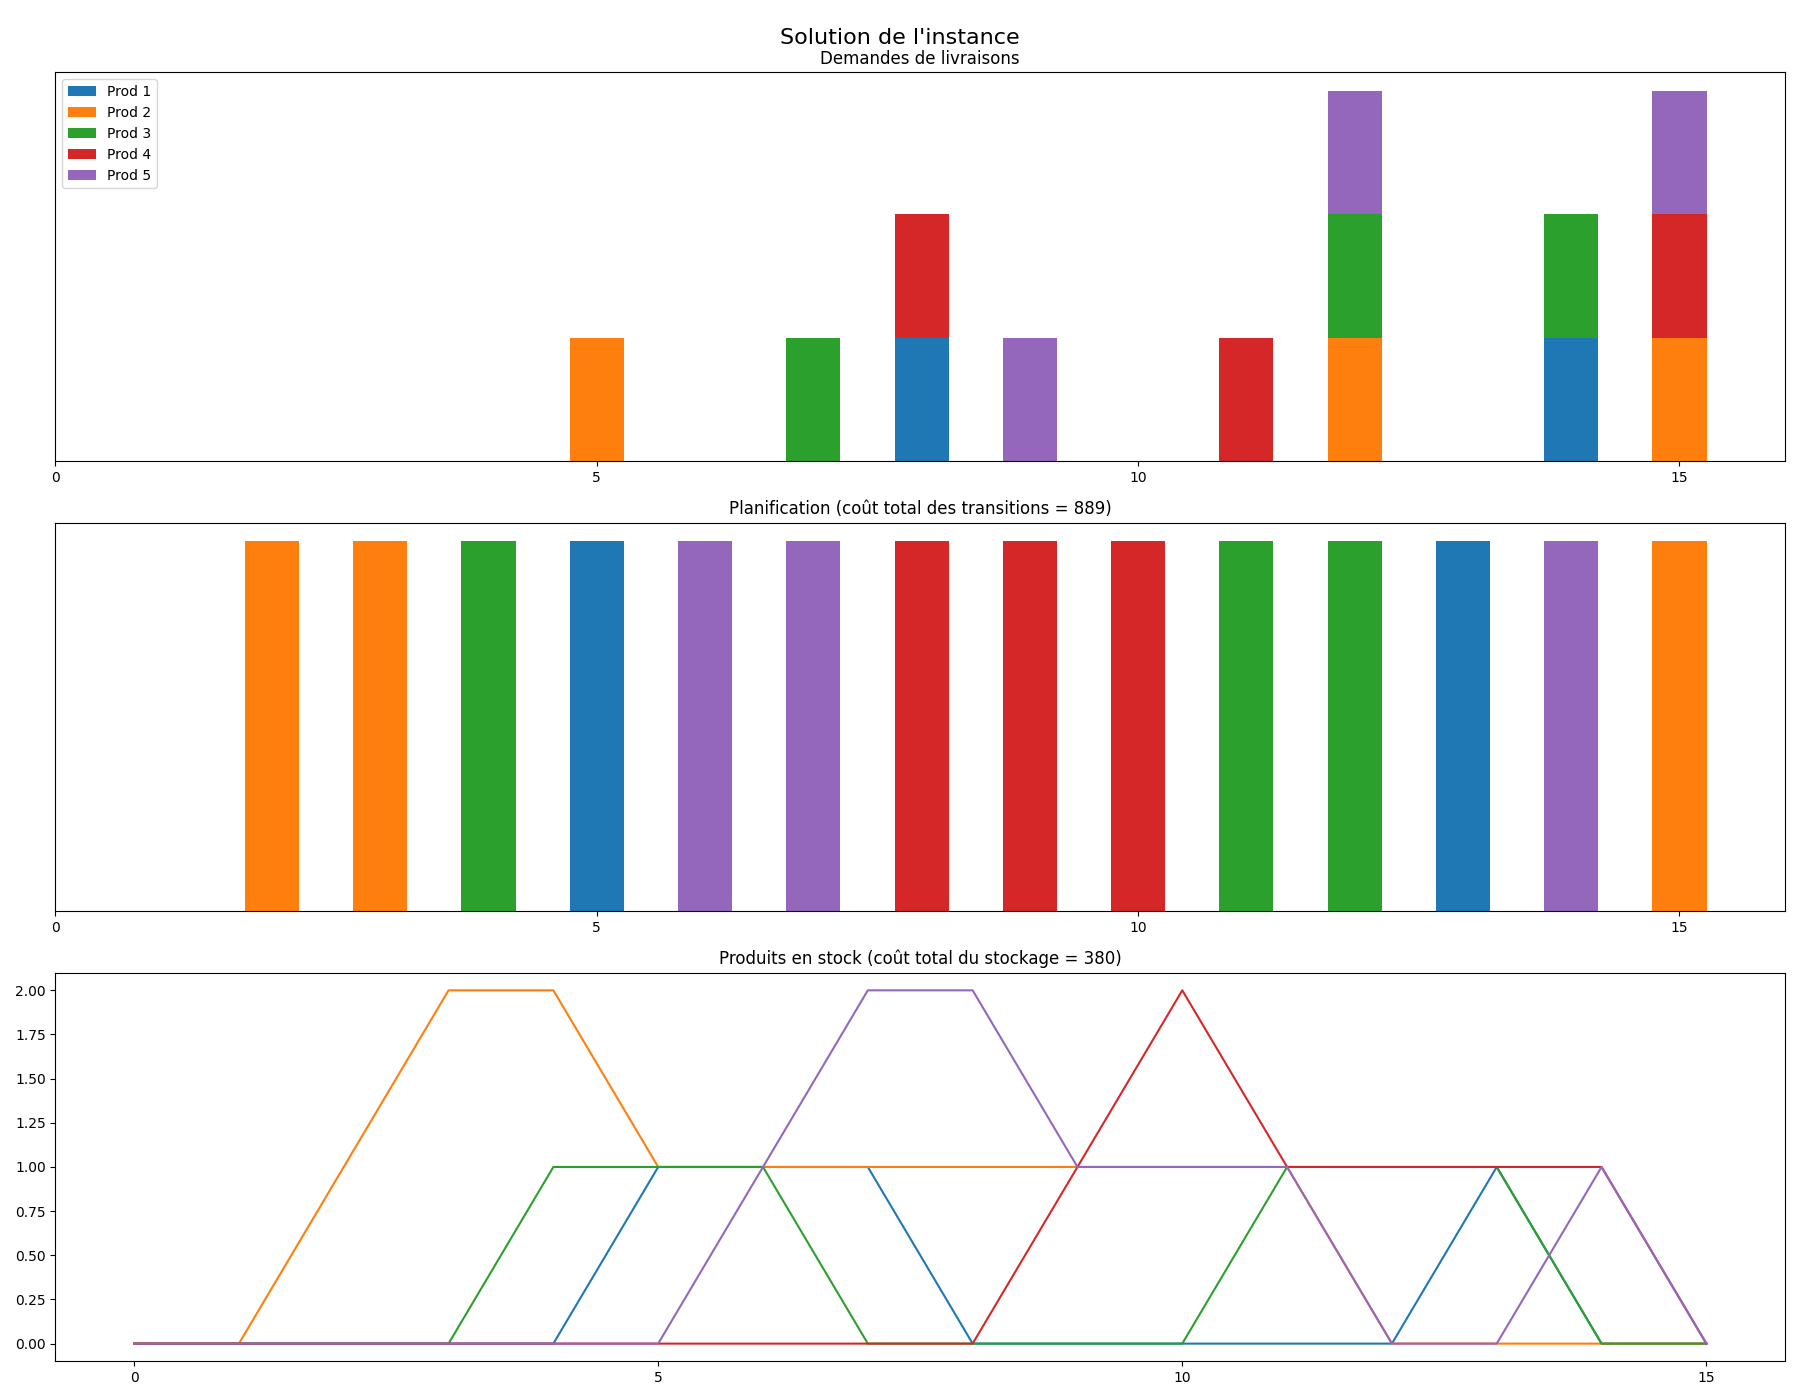 Solution de l'instance
Demandes de livraisons
Prod 1
Prod 2
Prod 3
Prod 4
Prod 5
0 5 10 15
Planification (coût total des transitions = 889)
0 5 10 15
Produits en stock (coût total du stockage = 380)
2.00
1.75
1.50
1.25
1.00
0.75
0.50
0.25
0.00
0 5 10 15